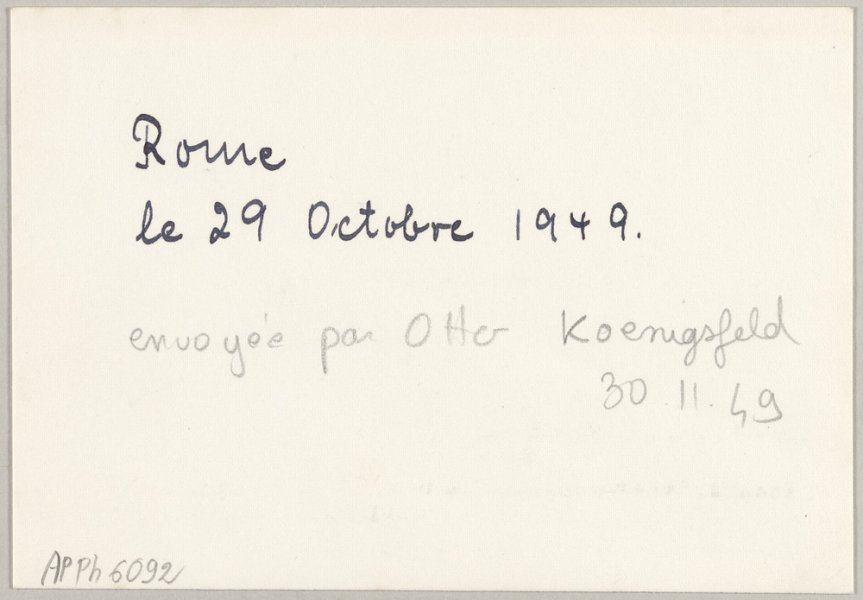 Rome
le 29 Octobre 1949.
envoyée par Otto Koenigsfeld
30.11.49
APPh 6092